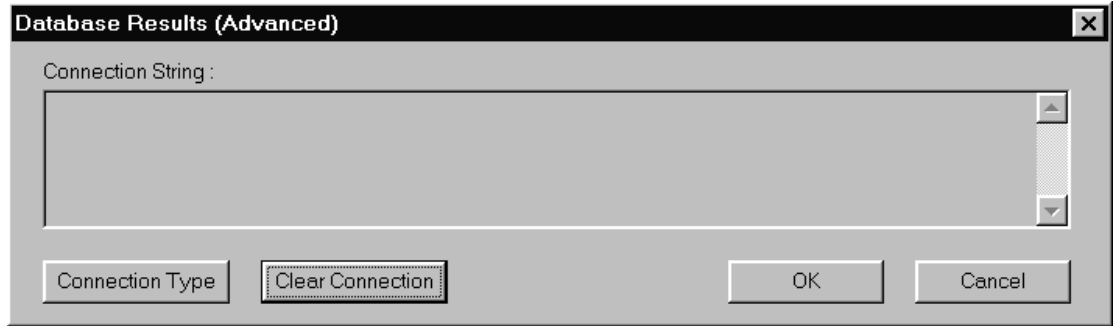 Database Results (Advanced)
Connection String :
Connection Type Clear Connection OK Cancel